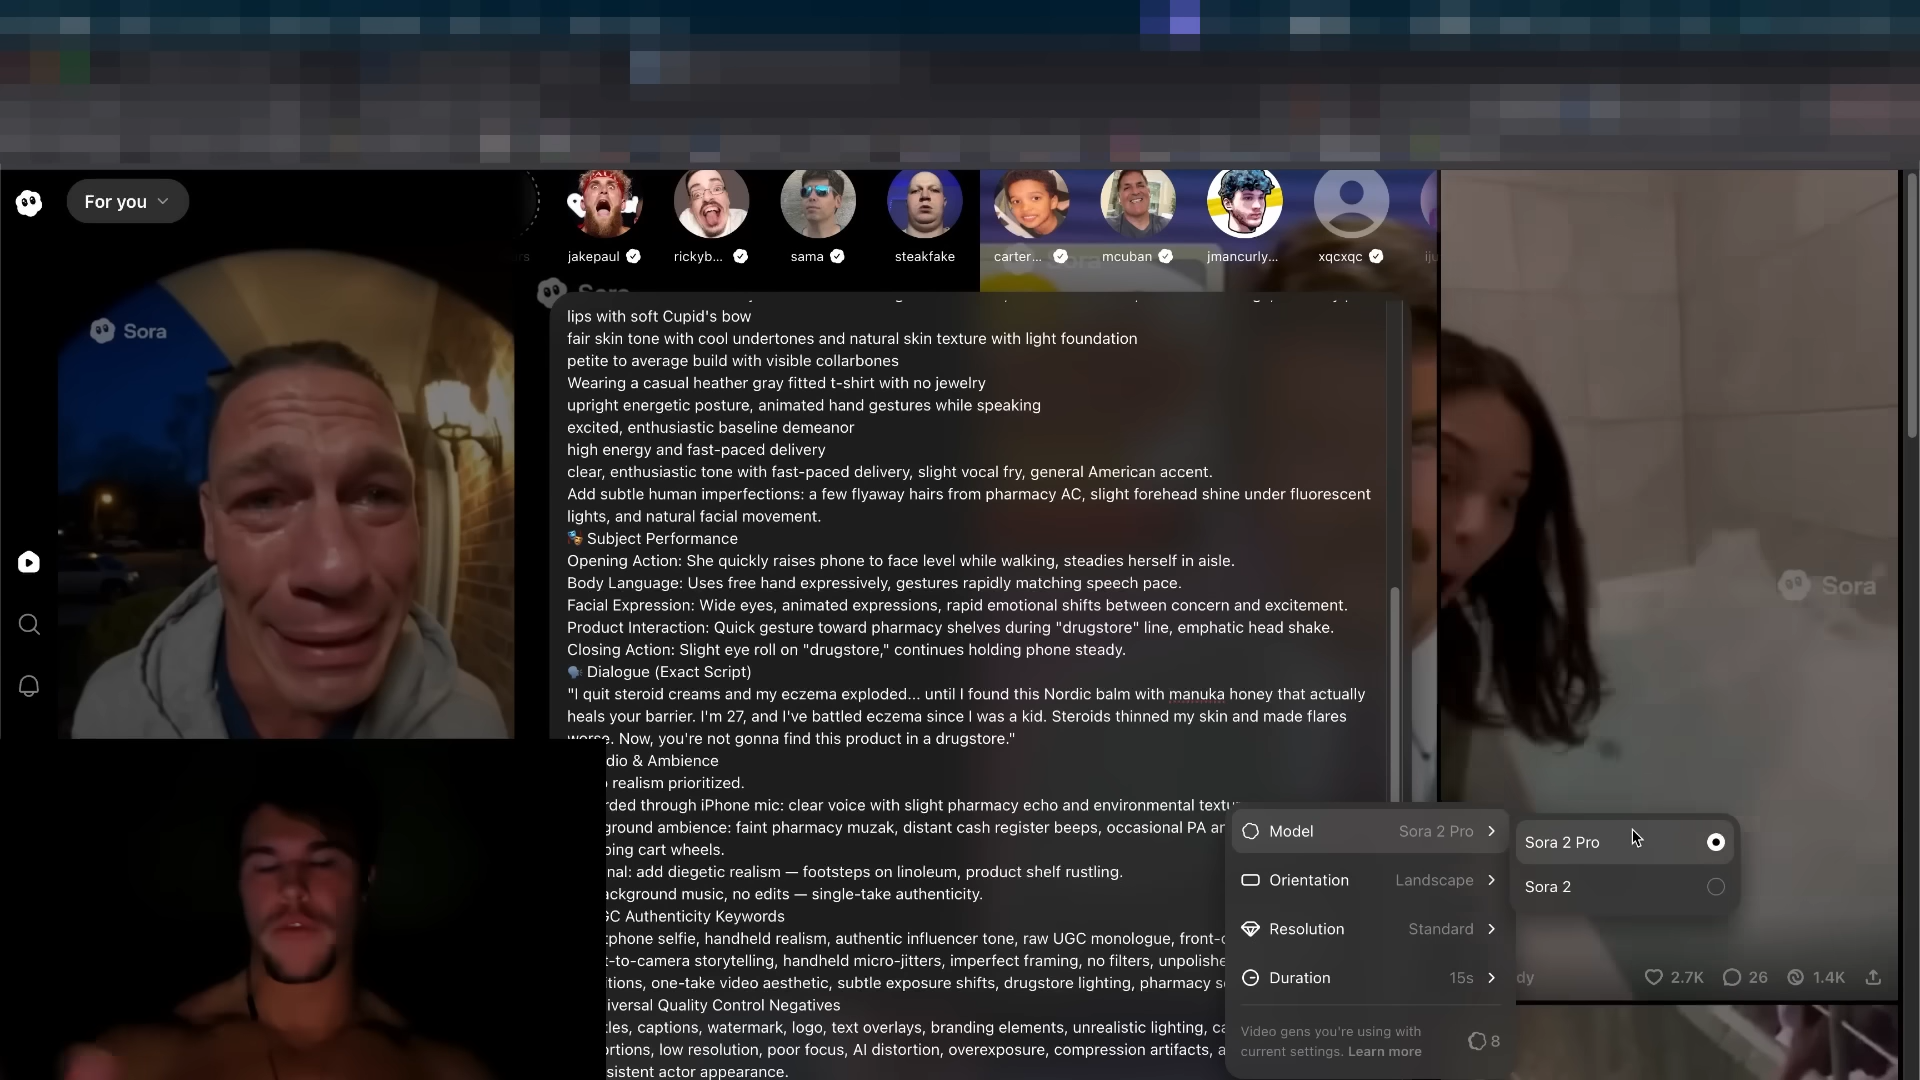 For you
jakepaul
rickyb...
sama
steakfake
carter...
mcuban
jmancurly...
xqcxqc
iju
Sora
Sora
Sora
lips with soft Cupid's bow
fair skin tone with cool undertones and natural skin texture with light foundation
petite to average build with visible collarbones
Wearing a casual heather gray fitted t-shirt with no jewelry
upright energetic posture, animated hand gestures while speaking
excited, enthusiastic baseline demeanor
high energy and fast-paced delivery
clear, enthusiastic tone with fast-paced delivery, slight vocal fry, general American accent.
Add subtle human imperfections: a few flyaway hairs from pharmacy AC, slight forehead shine under fluorescent
lights, and natural facial movement.
🎭 Subject Performance
Opening Action: She quickly raises phone to face level while walking, steadies herself in aisle.
Body Language: Uses free hand expressively, gestures rapidly matching speech pace.
Facial Expression: Wide eyes, animated expressions, rapid emotional shifts between concern and excitement.
Product Interaction: Quick gesture toward pharmacy shelves during "drugstore" line, emphatic head shake.
Closing Action: Slight eye roll on "drugstore," continues holding phone steady.
🗣️ Dialogue (Exact Script)
"I quit steroid creams and my eczema exploded... until I found this Nordic balm with manuka honey that actually
heals your barrier. I'm 27, and I've battled eczema since I was a kid. Steroids thinned my skin and made flares
worse. Now, you're not gonna find this product in a drugstore."
dio & Ambience
realism prioritized.
rded through iPhone mic: clear voice with slight pharmacy echo and environmental textu
ground ambience: faint pharmacy muzak, distant cash register beeps, occasional PA an
ping cart wheels.
nal: add diegetic realism — footsteps on linoleum, product shelf rustling.
ackground music, no edits — single-take authenticity.
GC Authenticity Keywords
tphone selfie, handheld realism, authentic influencer tone, raw UGC monologue, front-c
t-to-camera storytelling, handheld micro-jitters, imperfect framing, no filters, unpolishe
itions, one-take video aesthetic, subtle exposure shifts, drugstore lighting, pharmacy s
iversal Quality Control Negatives
tles, captions, watermark, logo, text overlays, branding elements, unrealistic lighting, ca
ortions, low resolution, poor focus, AI distortion, overexposure, compression artifacts, a
sistent actor appearance.
Model Sora 2 Pro
Orientation Landscape
Resolution Standard
Duration 15s
Video gens you're using with
current settings. Learn more 8
Sora 2 Pro
Sora 2
dy 2.7K 26 1.4K